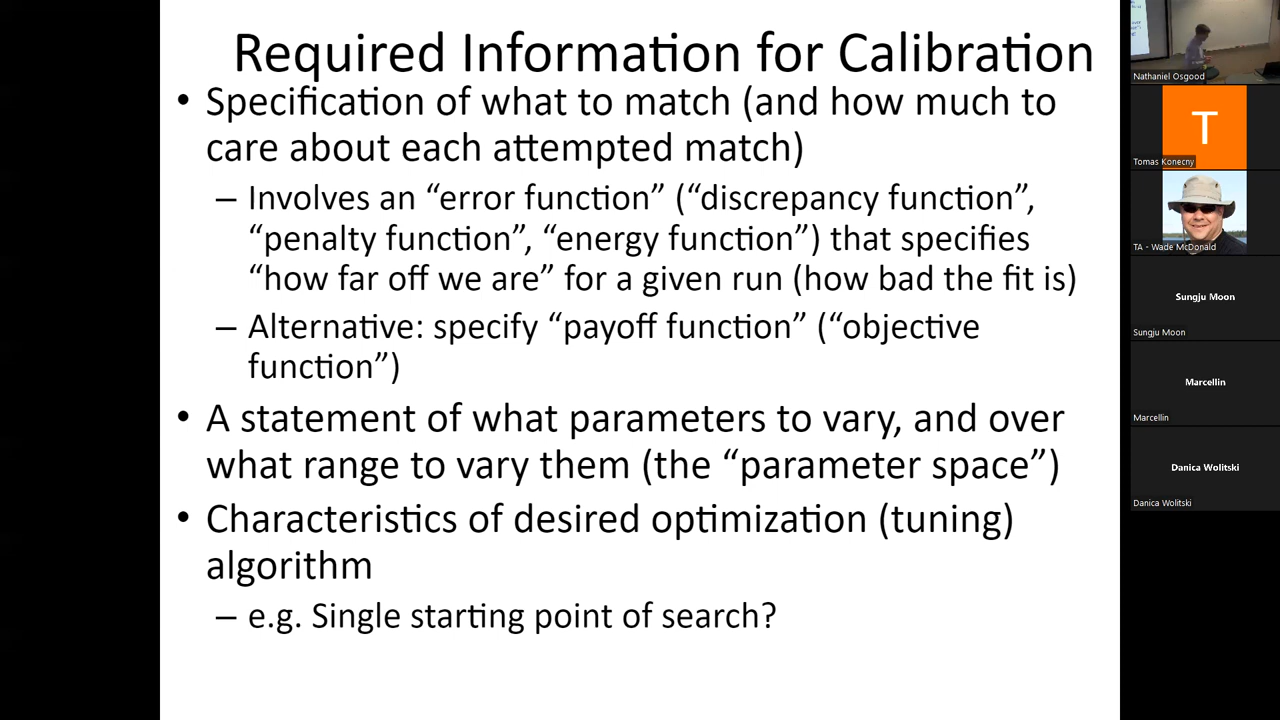 Required Information for Calibration
• Specification of what to match (and how much to
care about each attempted match)
– Involves an “error function” (“discrepancy function”,
“penalty function”, “energy function”) that specifies
“how far off we are” for a given run (how bad the fit is)
– Alternative: specify “payoff function” (“objective
function”)
• A statement of what parameters to vary, and over
what range to vary them (the “parameter space”)
• Characteristics of desired optimization (tuning)
algorithm
– e.g. Single starting point of search?
Nathaniel Osgood
T
Tomas Konecny
TA - Wade McDonald
Sungju Moon
Sungju Moon
Marcellin
Marcellin
Danica Wolitski
Danica Wolitski